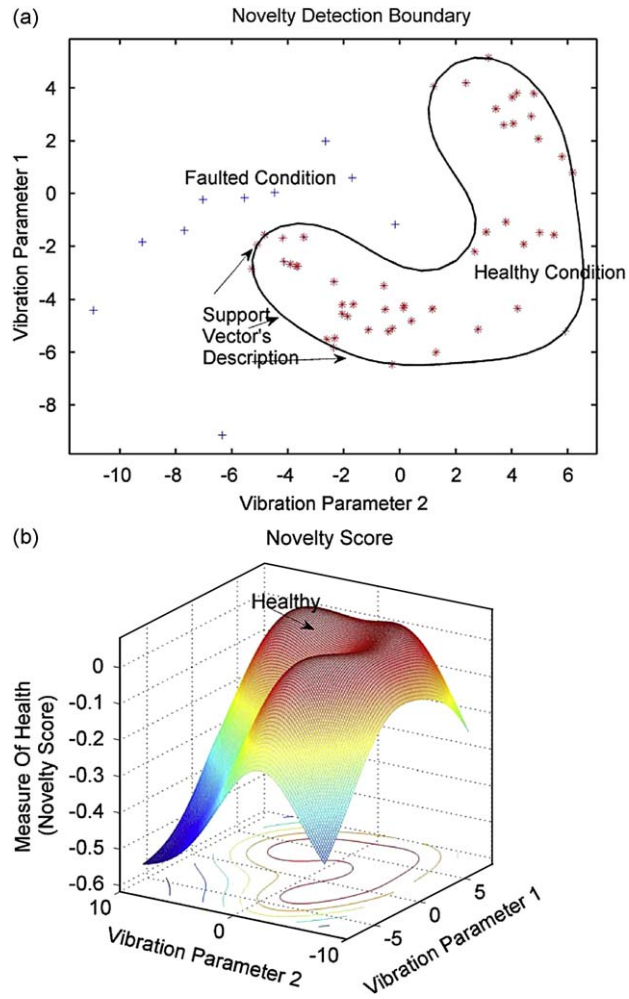 (a)
Novelty Detection Boundary
Vibration Parameter 1
4
2
0
-2
-4
-6
-8
Faulted Condition
Healthy Condition
Support
Vector's
Description
-10 -8 -6 -4 -2 0 2 4 6
Vibration Parameter 2
(b)
Novelty Score
Healthy
Measure Of Health
(Novelty Score)
0
-0.1
-0.2
-0.3
-0.4
-0.5
-0.6
10 0 -10
Vibration Parameter 2
-5 0 5
Vibration Parameter 1